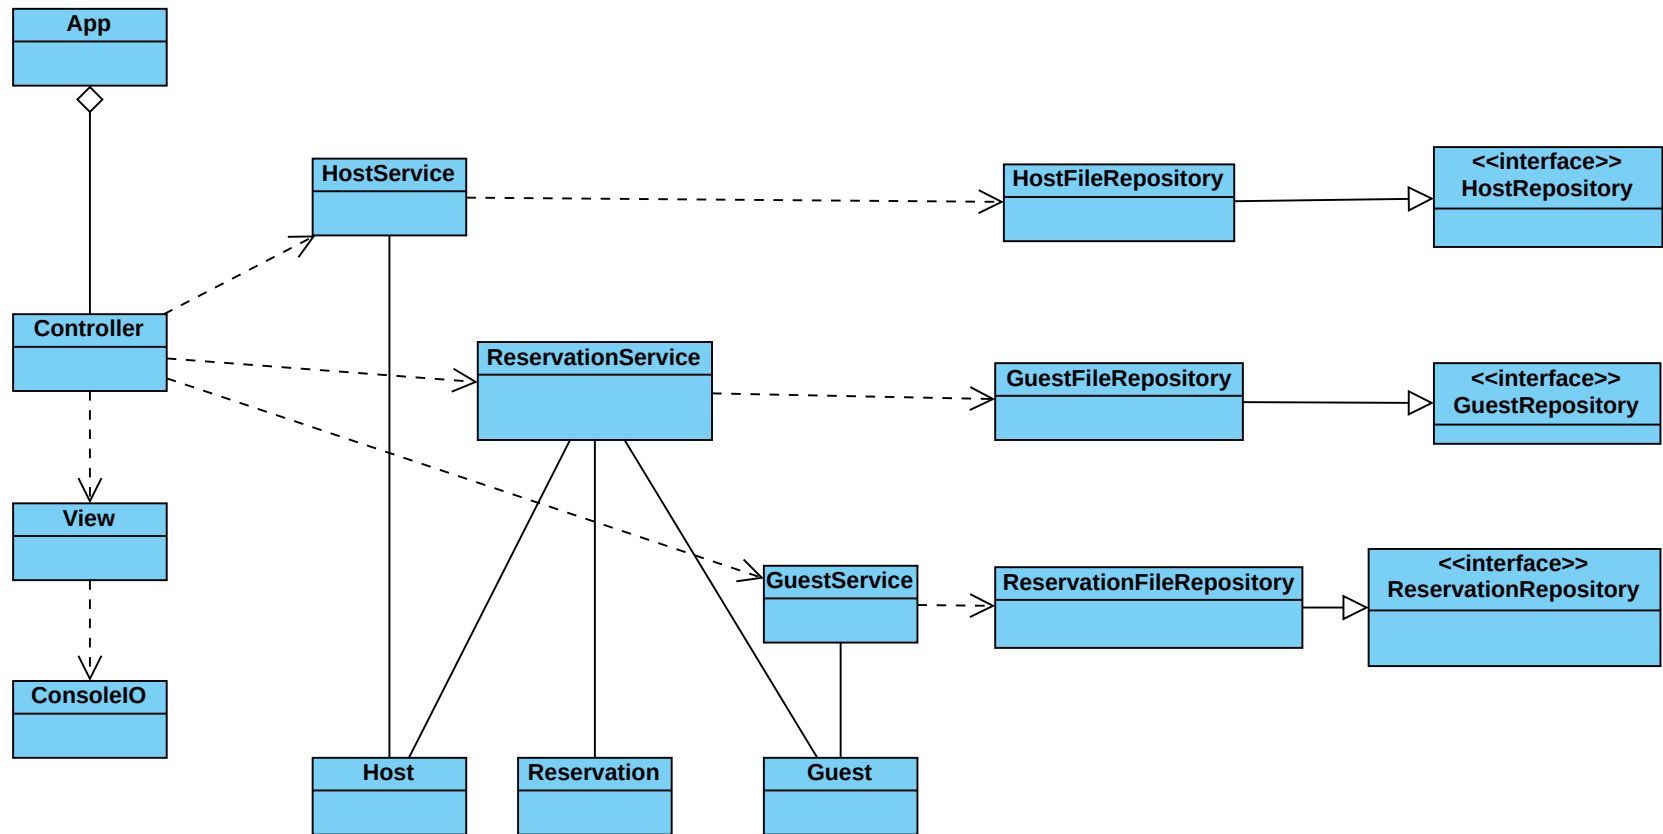 App
HostService
HostFileRepository
<<interface>>
HostRepository
Controller
ReservationService
GuestFileRepository
<<interface>>
GuestRepository
View
GuestService
ReservationFileRepository
<<interface>>
ReservationRepository
ConsoleIO
Host
Reservation
Guest